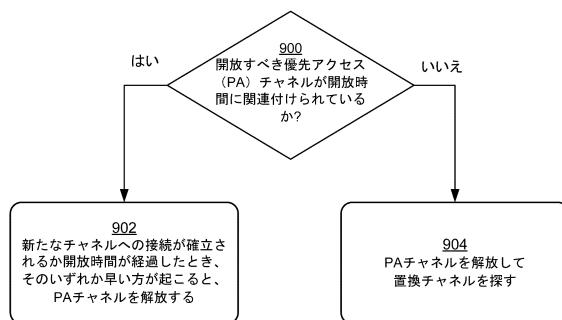 900
開放すべき優先アクセス
（PA）チャネルが開放時
間に関連付けられている
か?
はい
いいえ
902
新たなチャネルへの接続が確立さ
れるか開放時間が経過したとき、
そのいずれか早い方が起こると、
PAチャネルを解放する
904
PAチャネルを解放して
置換チャネルを探す